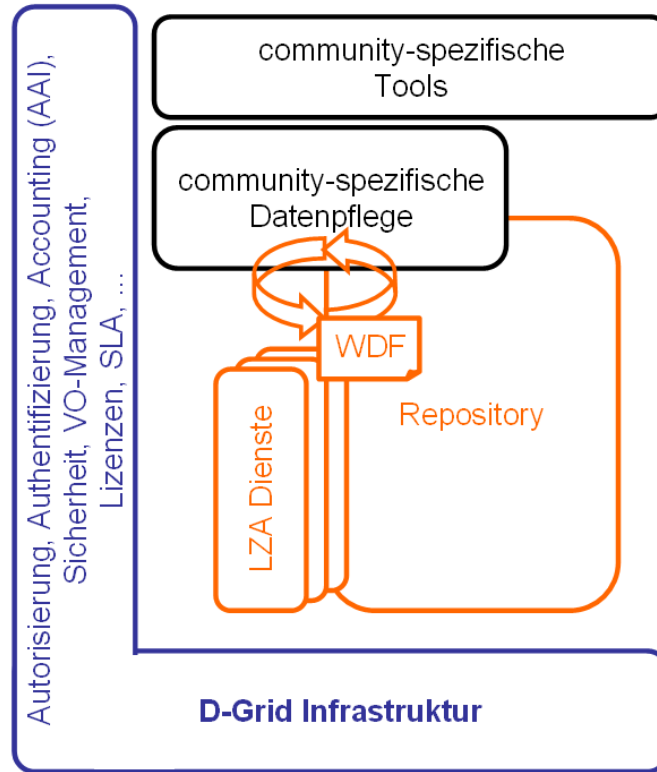 Autorisierung, Authentifizierung, Accounting (AAI),
Sicherheit, VO-Management,
Lizenzen, SLA, ...
community-spezifische
Tools
community-spezifische
Datenpflege
WDF
LZA Dienste
Repository
D-Grid Infrastruktur